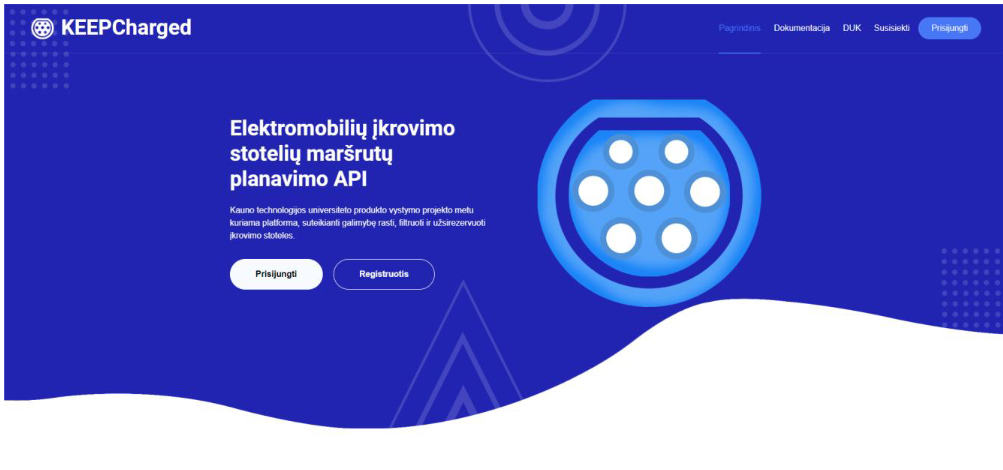 KEEPCharged
Pagrindinis Dokumentacija DUK Susisiekti Prisijungti
Elektromobilių įkrovimo
stotelių maršrutų
planavimo API
Kauno technologijos universiteto produkto vystymo projekto metu
kuriama platforma, suteikianti galimybę rasti, filtruoti ir užsirezervuoti
įkrovimo stoteles.
Prisijungti Registruotis